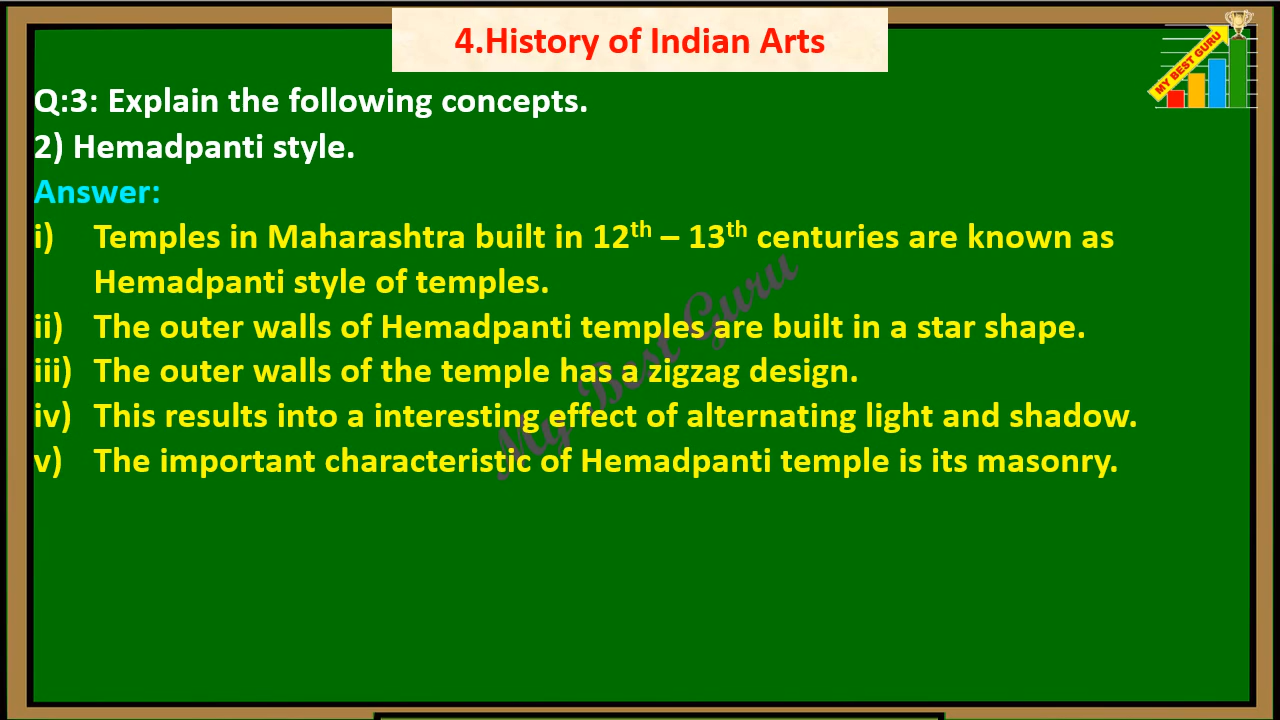 4.History of Indian Arts
MY BEST GURU
Q:3: Explain the following concepts.
2) Hemadpanti style.
Answer:
i) Temples in Maharashtra built in 12th – 13th centuries are known as
Hemadpanti style of temples.
ii) The outer walls of Hemadpanti temples are built in a star shape.
iii) The outer walls of the temple has a zigzag design.
iv) This results into a interesting effect of alternating light and shadow.
v) The important characteristic of Hemadpanti temple is its masonry.
My Best Guru